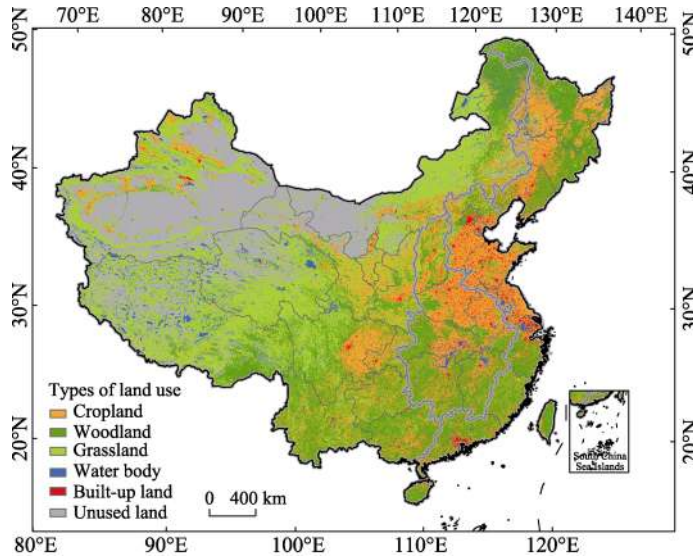 70°E 80°E 90°E 100°E 110°E 120°E 130°E 140°E
50°N
40°N
30°N
20°N
50°N
40°N
30°N
20°N
Types of land use
Cropland
Woodland
Grassland
Water body
Built-up land
Unused land
0 400 km
South China
Sea Islands
80°E 90°E 100°E 110°E 120°E